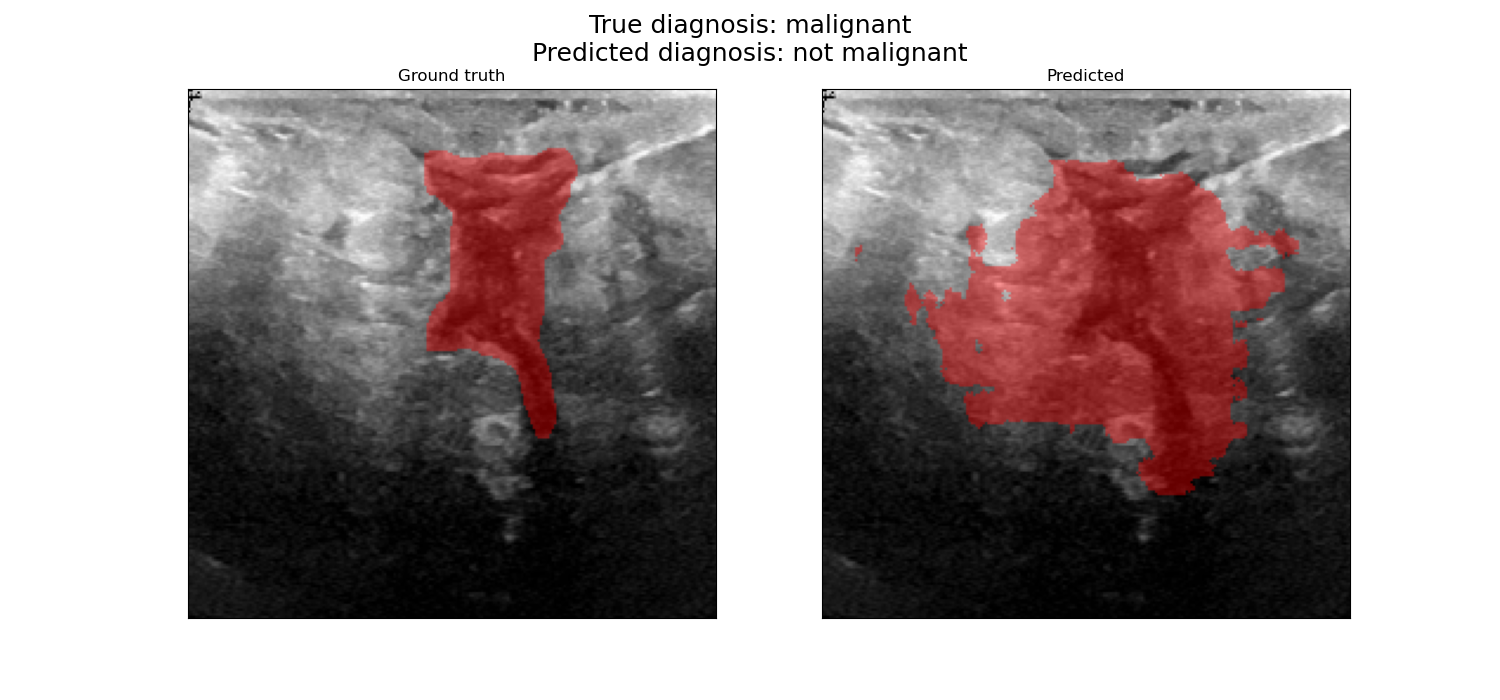 True diagnosis: malignant
Predicted diagnosis: not malignant
Ground truth
Predicted